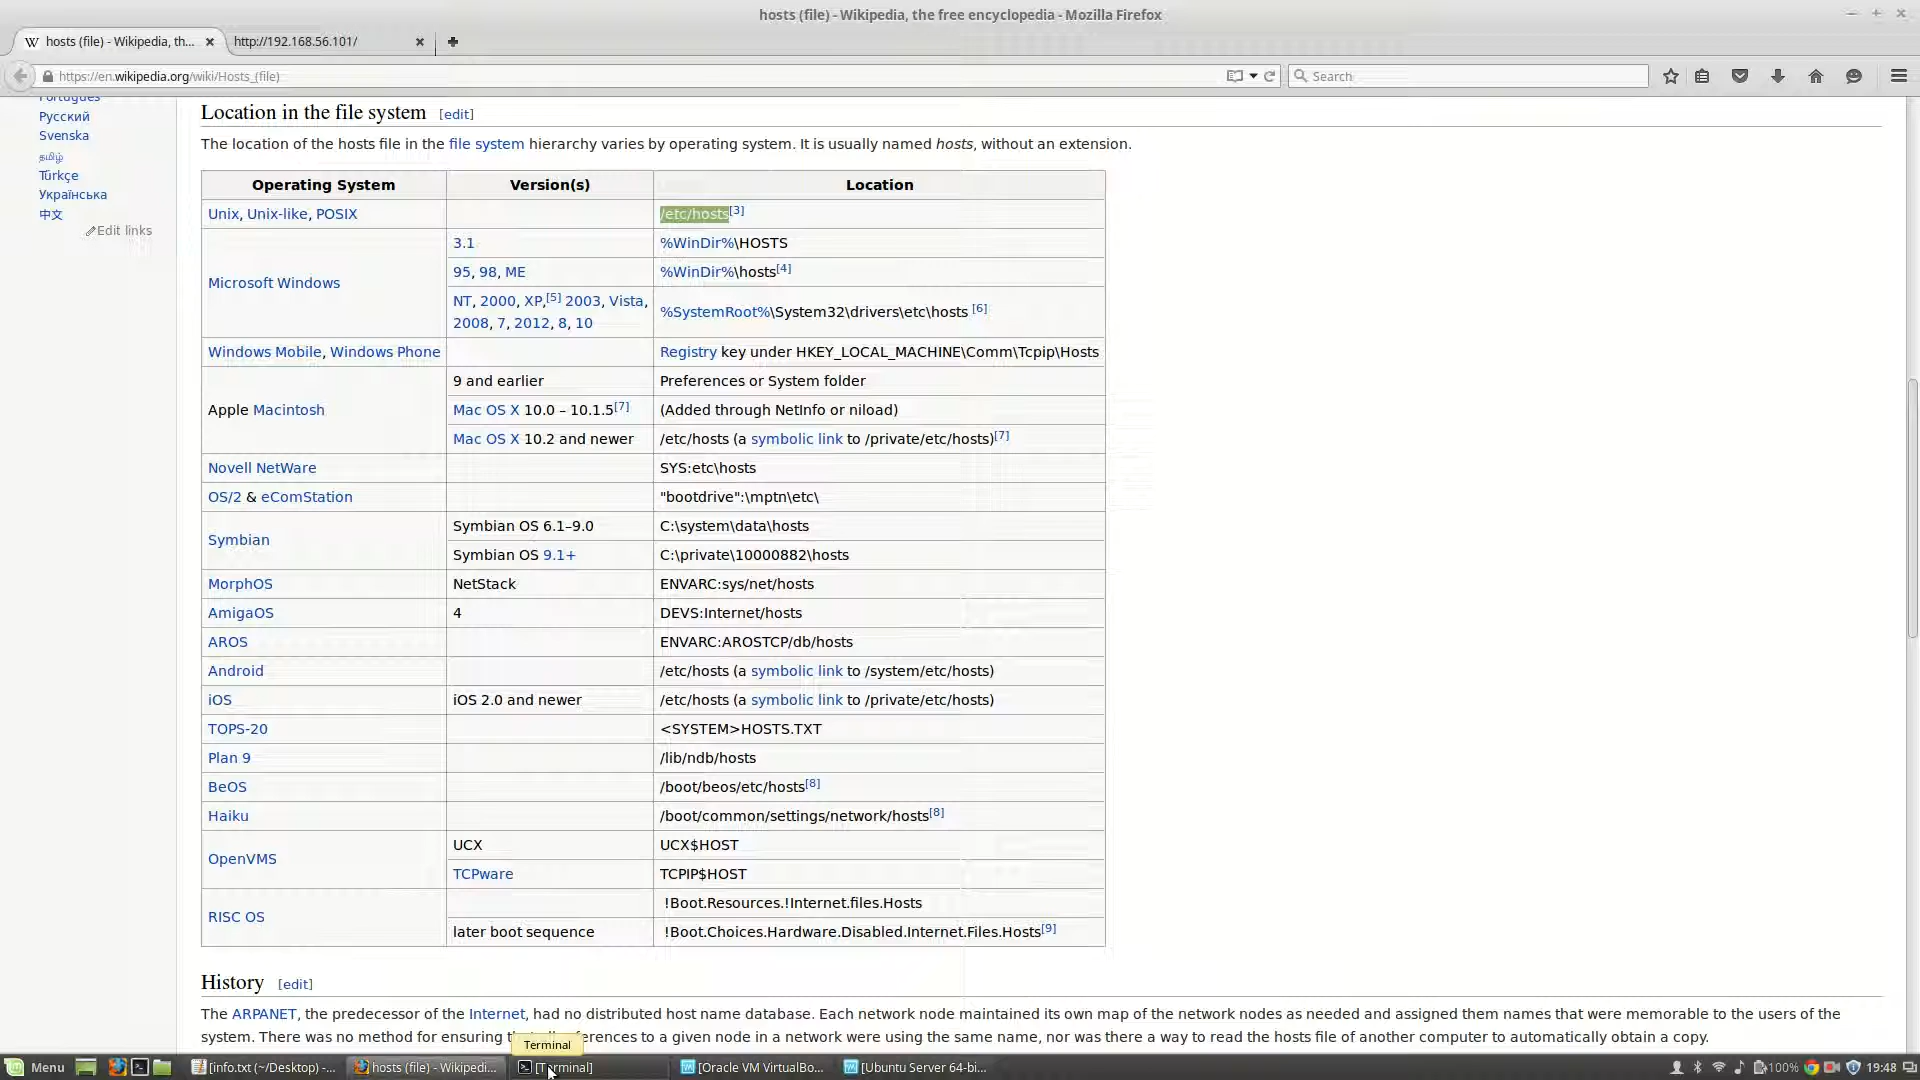 hosts (file) - Wikipedia, the free encyclopedia - Mozilla Firefox
hosts (file) - Wikipedia, th...
http://192.168.56.101/
https://en.wikipedia.org/wiki/Hosts_(file)
Search
Português
Русский
Svenska
தமிழ்
Türkçe
Українська
中文
Edit links
Location in the file system [edit]
The location of the hosts file in the file system hierarchy varies by operating system. It is usually named hosts, without an extension.
Operating System Version(s) Location
Unix, Unix-like, POSIX /etc/hosts[3]
Microsoft Windows
3.1 %WinDir%\HOSTS
95, 98, ME %WinDir%\hosts[4]
NT, 2000, XP,[5] 2003, Vista,
2008, 7, 2012, 8, 10
%SystemRoot%\System32\drivers\etc\hosts [6]
Windows Mobile, Windows Phone Registry key under HKEY_LOCAL_MACHINE\Comm\Tcpip\Hosts
Apple Macintosh
9 and earlier Preferences or System folder
Mac OS X 10.0 – 10.1.5[7] (Added through NetInfo or niload)
Mac OS X 10.2 and newer /etc/hosts (a symbolic link to /private/etc/hosts)[7]
Novell NetWare SYS:etc\hosts
OS/2 & eComStation "bootdrive":\mptn\etc\
Symbian
Symbian OS 6.1–9.0 C:\system\data\hosts
Symbian OS 9.1+ C:\private\10000882\hosts
MorphOS NetStack ENVARC:sys/net/hosts
AmigaOS 4 DEVS:Internet/hosts
AROS ENVARC:AROSTCP/db/hosts
Android /etc/hosts (a symbolic link to /system/etc/hosts)
iOS iOS 2.0 and newer /etc/hosts (a symbolic link to /private/etc/hosts)
TOPS-20 <SYSTEM>HOSTS.TXT
Plan 9 /lib/ndb/hosts
BeOS /boot/beos/etc/hosts[8]
Haiku /boot/common/settings/network/hosts[8]
OpenVMS
UCX UCX$HOST
TCPware TCPIP$HOST
RISC OS
!Boot.Resources.!Internet.files.Hosts
later boot sequence !Boot.Choices.Hardware.Disabled.Internet.Files.Hosts[9]
History [edit]
The ARPANET, the predecessor of the Internet, had no distributed host name database. Each network node maintained its own map of the network nodes as needed and assigned them names that were memorable to the users of the
system. There was no method for ensuring ferences to a given node in a network were using the same name, nor was there a way to read the hosts file of another computer to automatically obtain a copy.
Terminal
Menu
[info.txt (~/Desktop) -...
hosts (file) - Wikipedi...
[Terminal]
[Oracle VM VirtualBo...
[Ubuntu Server 64-bi...
100%
19:48